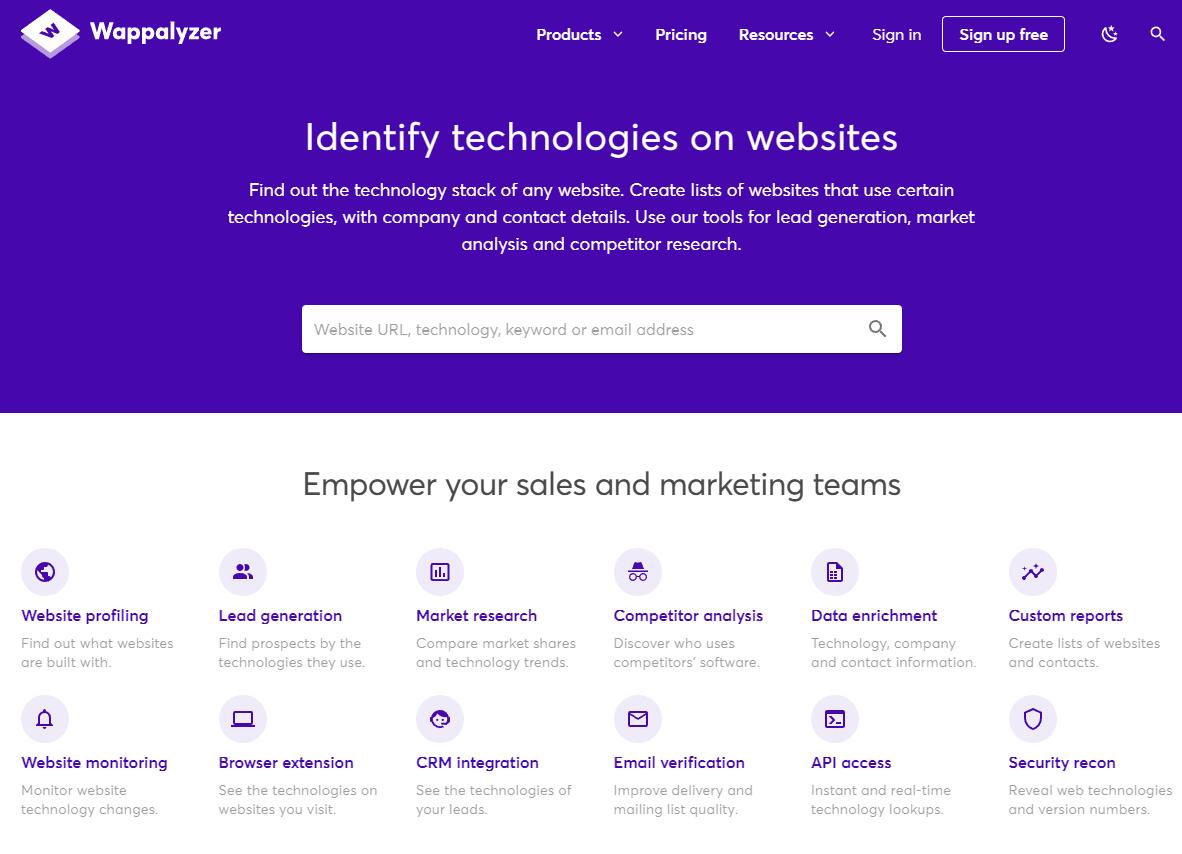 Wappalyzer
Products Pricing Resources Sign in Sign up free
Identify technologies on websites
Find out the technology stack of any website. Create lists of websites that use certain
technologies, with company and contact details. Use our tools for lead generation, market
analysis and competitor research.
Website URL, technology, keyword or email address
Empower your sales and marketing teams
Website profiling
Find out what websites
are built with.
Lead generation
Find prospects by the
technologies they use.
Market research
Compare market shares
and technology trends.
Competitor analysis
Discover who uses
competitors' software.
Data enrichment
Technology, company
and contact information.
Custom reports
Create lists of websites
and contacts.
Website monitoring
Monitor website
technology changes.
Browser extension
See the technologies on
websites you visit.
CRM integration
See the technologies of
your leads.
Email verification
Improve delivery and
mailing list quality.
API access
Instant and real-time
technology lookups.
Security recon
Reveal web technologies
and version numbers.